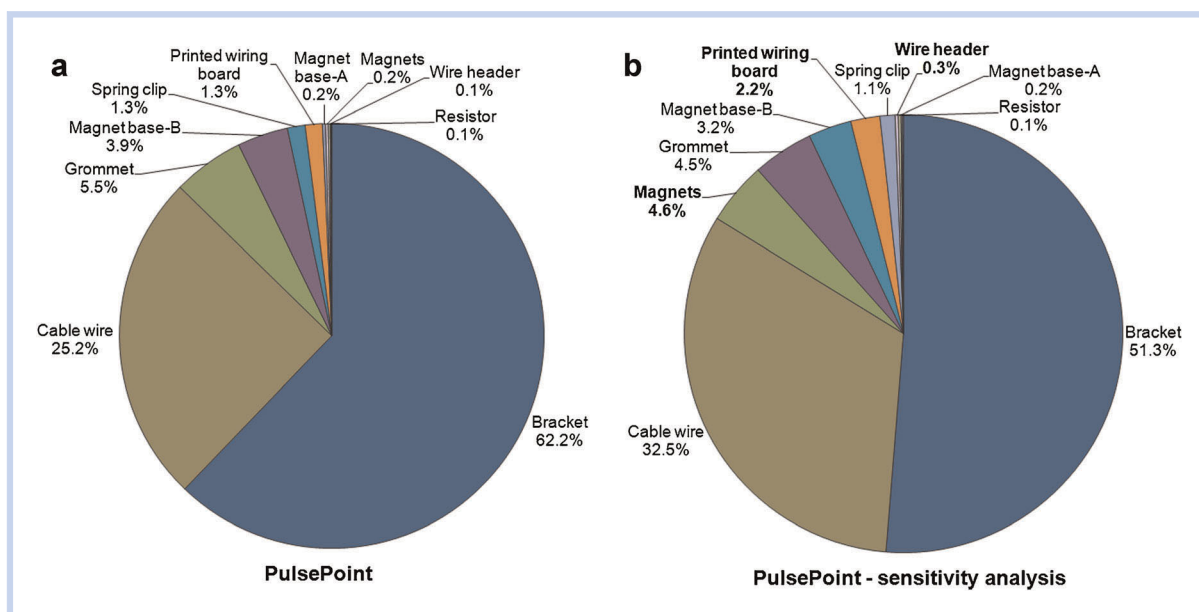 a
Printed wiring
board
1.3%
Magnet
base-A
0.2%
Magnets
0.2%
Wire header
0.1%
Spring clip
1.3%
Resistor
0.1%
Magnet base-B
3.9%
Grommet
5.5%
Cable wire
25.2%
Bracket
62.2%
PulsePoint
b
Printed wiring
board
2.2%
Wire header
0.3%
Spring clip
1.1%
Magnet base-A
0.2%
Magnet base-B
3.2%
Resistor
0.1%
Grommet
4.5%
Magnets
4.6%
Bracket
51.3%
Cable wire
32.5%
PulsePoint - sensitivity analysis